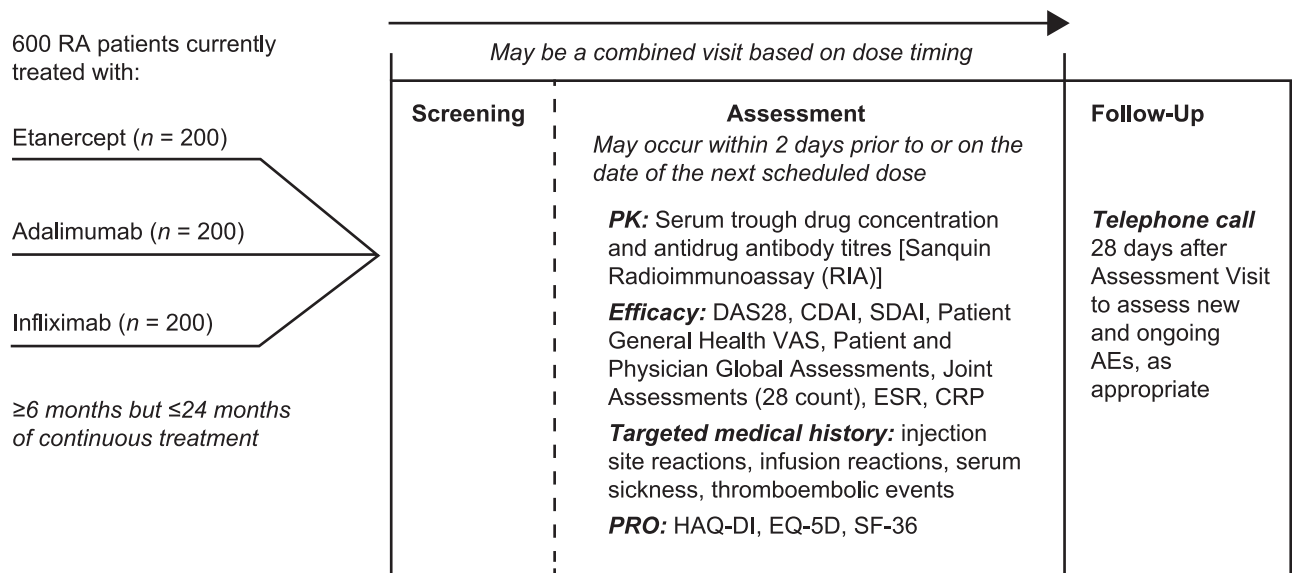 600 RA patients currently
treated with:
Etanercept (n = 200)
Adalimumab (n = 200)
Infliximab (n = 200)
≥6 months but ≤24 months
of continuous treatment
May be a combined visit based on dose timing
Screening
Assessment
May occur within 2 days prior to or on the
date of the next scheduled dose
PK: Serum trough drug concentration
and antidrug antibody titres [Sanquin
Radioimmunoassay (RIA)]
Efficacy: DAS28, CDAI, SDAI, Patient
General Health VAS, Patient and
Physician Global Assessments, Joint
Assessments (28 count), ESR, CRP
Targeted medical history: injection
site reactions, infusion reactions, serum
sickness, thromboembolic events
PRO: HAQ-DI, EQ-5D, SF-36
Follow-Up
Telephone call
28 days after
Assessment Visit
to assess new
and ongoing
AEs, as
appropriate